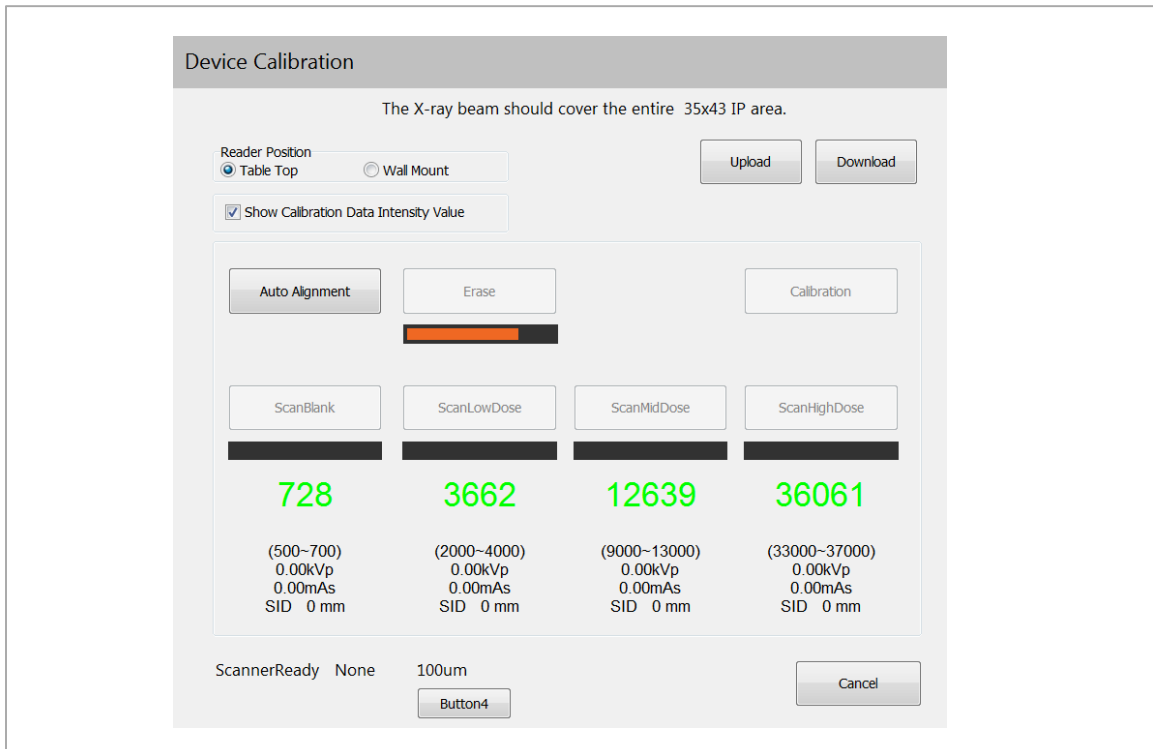 Device Calibration
The X-ray beam should cover the entire 35x43 IP area.
Reader Position
Table Top Wall Mount
Upload Download
Show Calibration Data Intensity Value
Auto Alignment Erase Calibration
ScanBlank ScanLowDose ScanMidDose ScanHighDose
728 3662 12639 36061
(500~700) (2000~4000) (9000~13000) (33000~37000)
0.00kVp 0.00kVp 0.00kVp 0.00kVp
0.00mAs 0.00mAs 0.00mAs 0.00mAs
SID 0 mm SID 0 mm SID 0 mm SID 0 mm
ScannerReady None 100um
Button4
Cancel